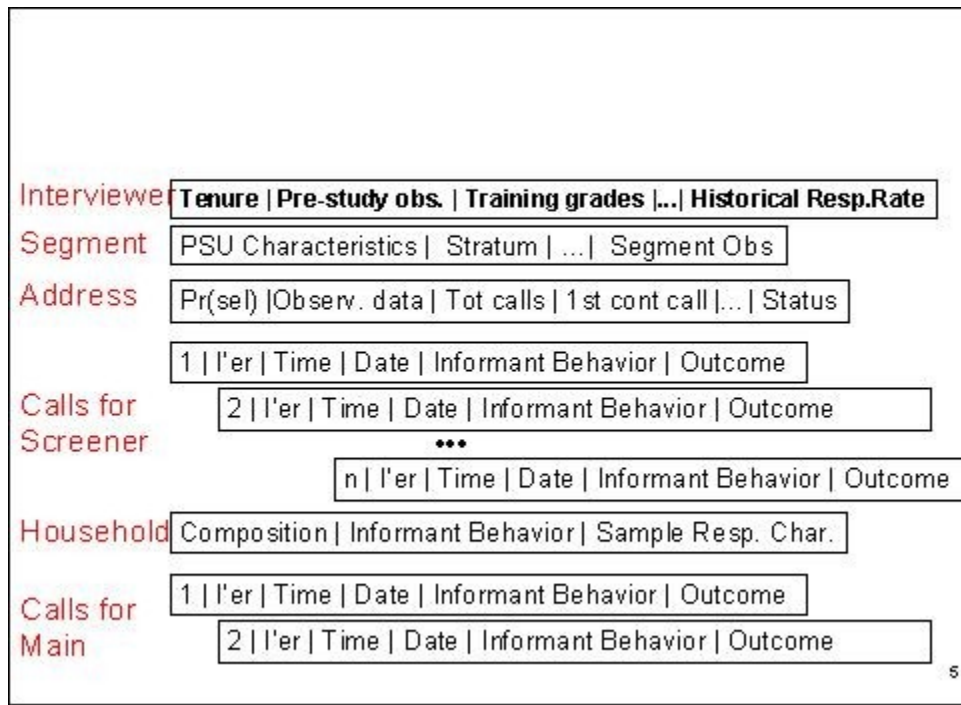 Interviewer Tenure | Pre-study obs. | Training grades |...| Historical Resp.Rate
Segment PSU Characteristics | Stratum | ...| Segment Obs
Address Pr(sel) |Observ. data | Tot calls | 1st cont call |...| Status
1 | I'er | Time | Date | Informant Behavior | Outcome
Calls for
Screener
2 | I'er | Time | Date | Informant Behavior | Outcome
•••
n | I'er | Time | Date | Informant Behavior | Outcome
Household Composition | Informant Behavior | Sample Resp. Char.
1 | I'er | Time | Date | Informant Behavior | Outcome
Calls for
Main
2 | I'er | Time | Date | Informant Behavior | Outcome
5